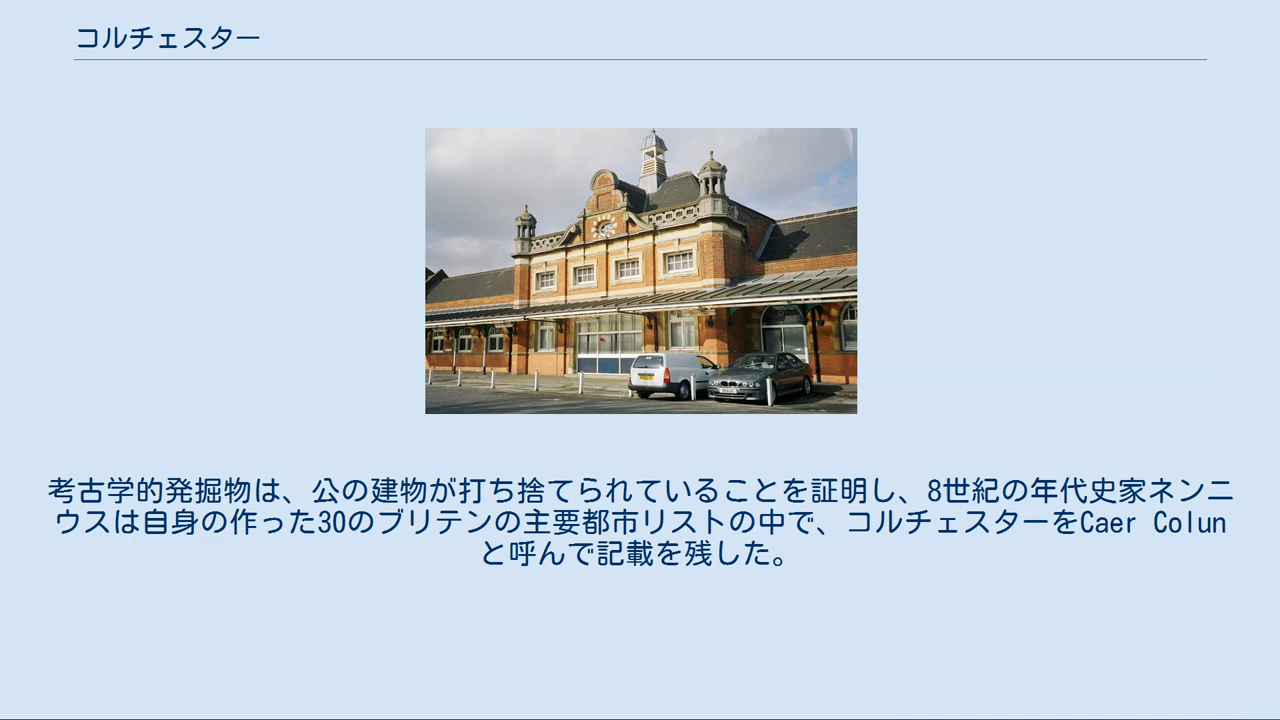 コルチェスター
考古学的発掘物は、公の建物が打ち捨てられていることを証明し、8世紀の年代史家ネンニ
ウスは自身の作った30のブリテンの主要都市リストの中で、コルチェスターをCaer Colun
と呼んで記載を残した。